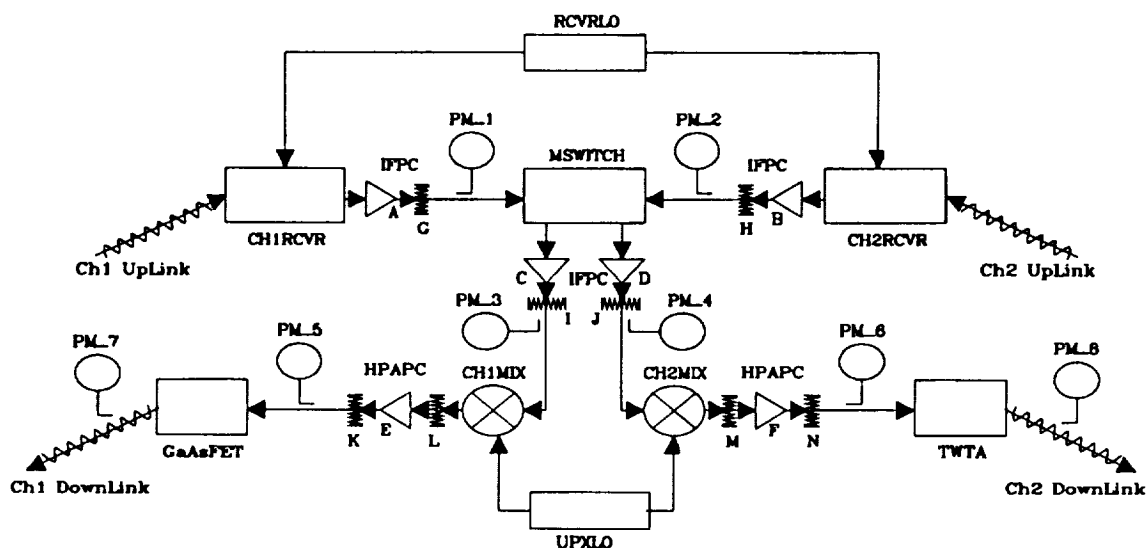 RCVRLO
PM_1
PM_2
IFPC
MSWITCH
IFPC
A
G
H
B
CH1RCVR
CH2RCVR
Ch1 UpLink
Ch2 UpLink
C
IFPC
D
PM_3
I
J
PM_4
PM_7
PM_5
HPAPC
CH1MIX
CH2MIX
HPAPC
PM_6
PM_8
K
E
L
M
F
N
GaAsFET
TWTA
Ch1 DownLink
Ch2 DownLink
UPXLO